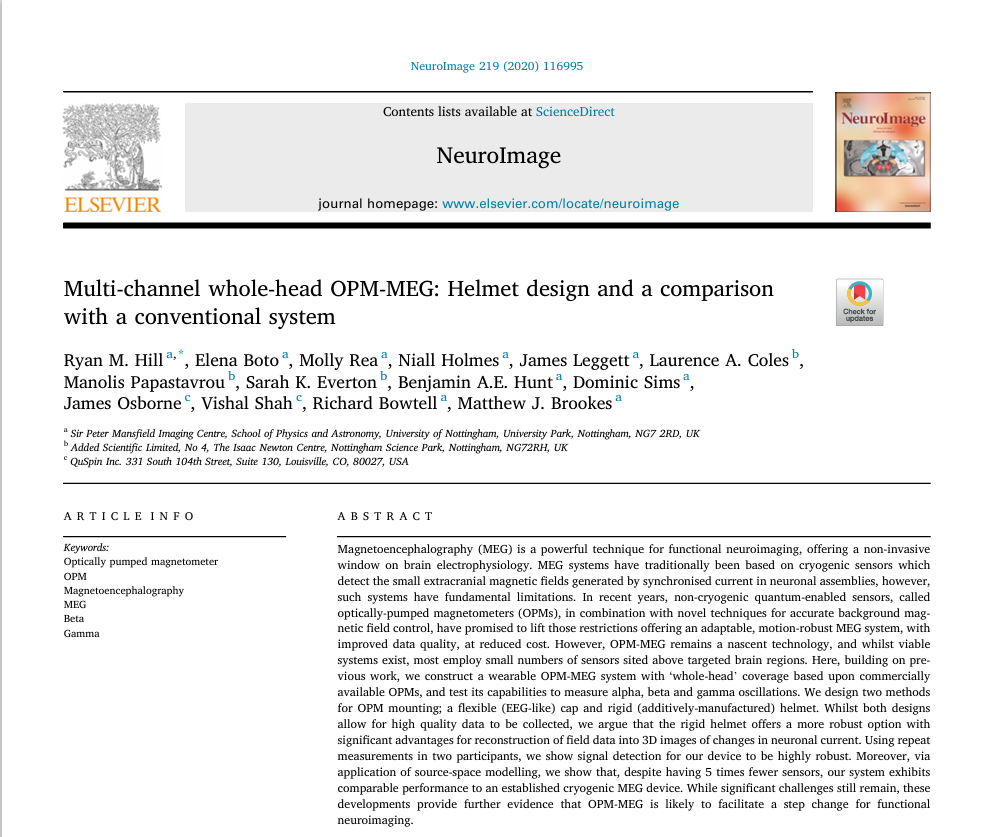 NeuroImage 219 (2020) 116995
Contents lists available at ScienceDirect
NeuroImage
journal homepage: www.elsevier.com/locate/neuroimage
ELSEVIER
NeuroImage
Multi-channel whole-head OPM-MEG: Helmet design and a comparison
with a conventional system
Check for
updates
Ryan M. Hill a,*, Elena Boto a, Molly Rea a, Niall Holmes a, James Leggett a, Laurence A. Coles b,
Manolis Papastavrou b, Sarah K. Everton b, Benjamin A.E. Hunt a, Dominic Sims a,
James Osborne c, Vishal Shah c, Richard Bowtell a, Matthew J. Brookes a
a Sir Peter Mansfield Imaging Centre, School of Physics and Astronomy, University of Nottingham, University Park, Nottingham, NG7 2RD, UK
b Added Scientific Limited, No 4, The Isaac Newton Centre, Nottingham Science Park, Nottingham, NG72RH, UK
c QuSpin Inc. 331 South 104th Street, Suite 130, Louisville, CO, 80027, USA
ARTICLE INFO
Keywords:
Optically pumped magnetometer
OPM
Magnetoencephalography
MEG
Beta
Gamma
ABSTRACT
Magnetoencephalography (MEG) is a powerful technique for functional neuroimaging, offering a non-invasive
window on brain electrophysiology. MEG systems have traditionally been based on cryogenic sensors which
detect the small extracranial magnetic fields generated by synchronised current in neuronal assemblies, however,
such systems have fundamental limitations. In recent years, non-cryogenic quantum-enabled sensors, called
optically-pumped magnetometers (OPMs), in combination with novel techniques for accurate background mag-
netic field control, have promised to lift those restrictions offering an adaptable, motion-robust MEG system, with
improved data quality, at reduced cost. However, OPM-MEG remains a nascent technology, and whilst viable
systems exist, most employ small numbers of sensors sited above targeted brain regions. Here, building on pre-
vious work, we construct a wearable OPM-MEG system with ‘whole-head’ coverage based upon commercially
available OPMs, and test its capabilities to measure alpha, beta and gamma oscillations. We design two methods
for OPM mounting; a flexible (EEG-like) cap and rigid (additively-manufactured) helmet. Whilst both designs
allow for high quality data to be collected, we argue that the rigid helmet offers a more robust option with
significant advantages for reconstruction of field data into 3D images of changes in neuronal current. Using repeat
measurements in two participants, we show signal detection for our device to be highly robust. Moreover, via
application of source-space modelling, we show that, despite having 5 times fewer sensors, our system exhibits
comparable performance to an established cryogenic MEG device. While significant challenges still remain, these
developments provide further evidence that OPM-MEG is likely to facilitate a step change for functional
neuroimaging.